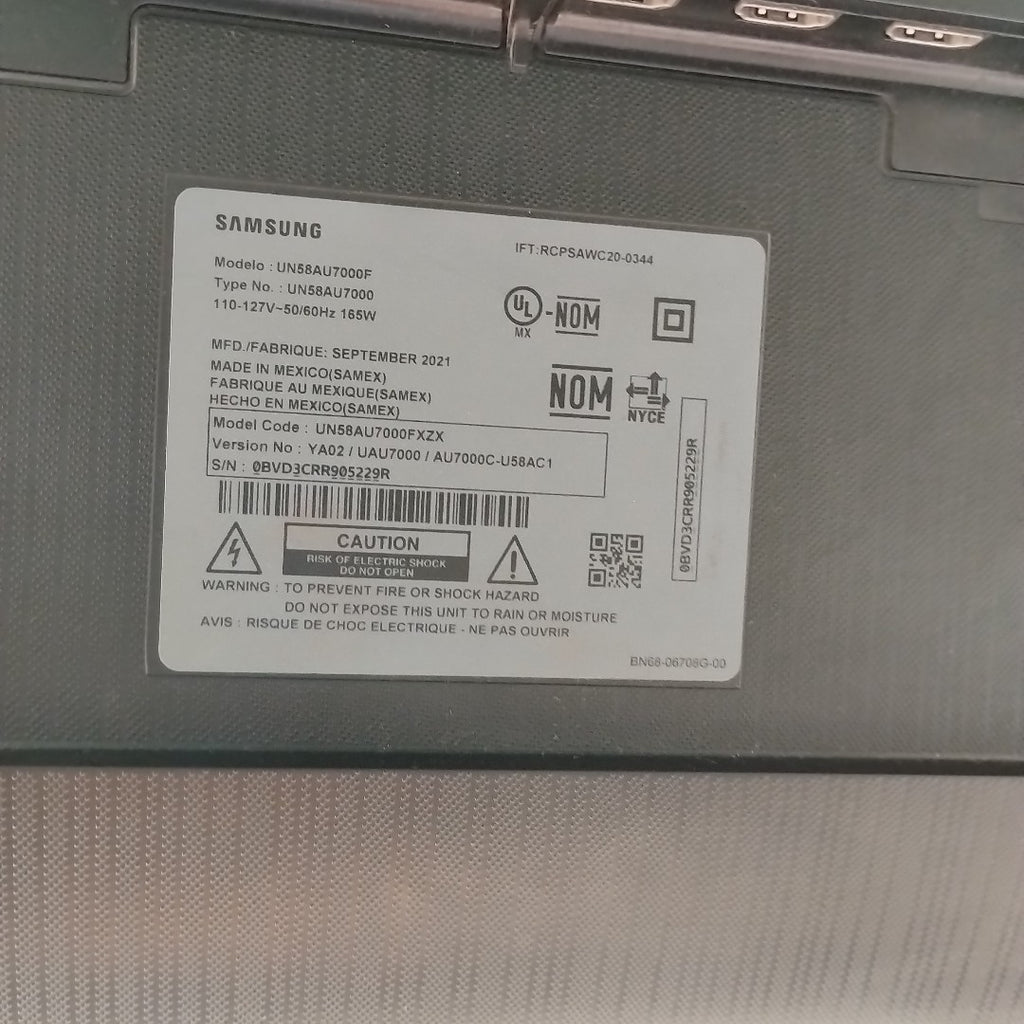 SAMSUNG
IFT:RCPSAWC20-0344
Modelo : UN58AU7000F
Type No. : UN58AU7000
110-127V~50/60Hz 165W
UL - NOM
MX
MFD./FABRIQUE: SEPTEMBER 2021
MADE IN MEXICO(SAMEX)
FABRIQUE AU MEXIQUE(SAMEX)
HECHO EN MEXICO(SAMEX)
NOM
NYCE
Model Code : UN58AU7000FXZX
Version No : YA02 / UAU7000 / AU7000C-U58AC1
S/N : 0BVD3CRR905229R
0BVD3CRR905229R
CAUTION
RISK OF ELECTRIC SHOCK
DO NOT OPEN
WARNING : TO PREVENT FIRE OR SHOCK HAZARD
DO NOT EXPOSE THIS UNIT TO RAIN OR MOISTURE
AVIS : RISQUE DE CHOC ELECTRIQUE - NE PAS OUVRIR
BN68-06708G-00